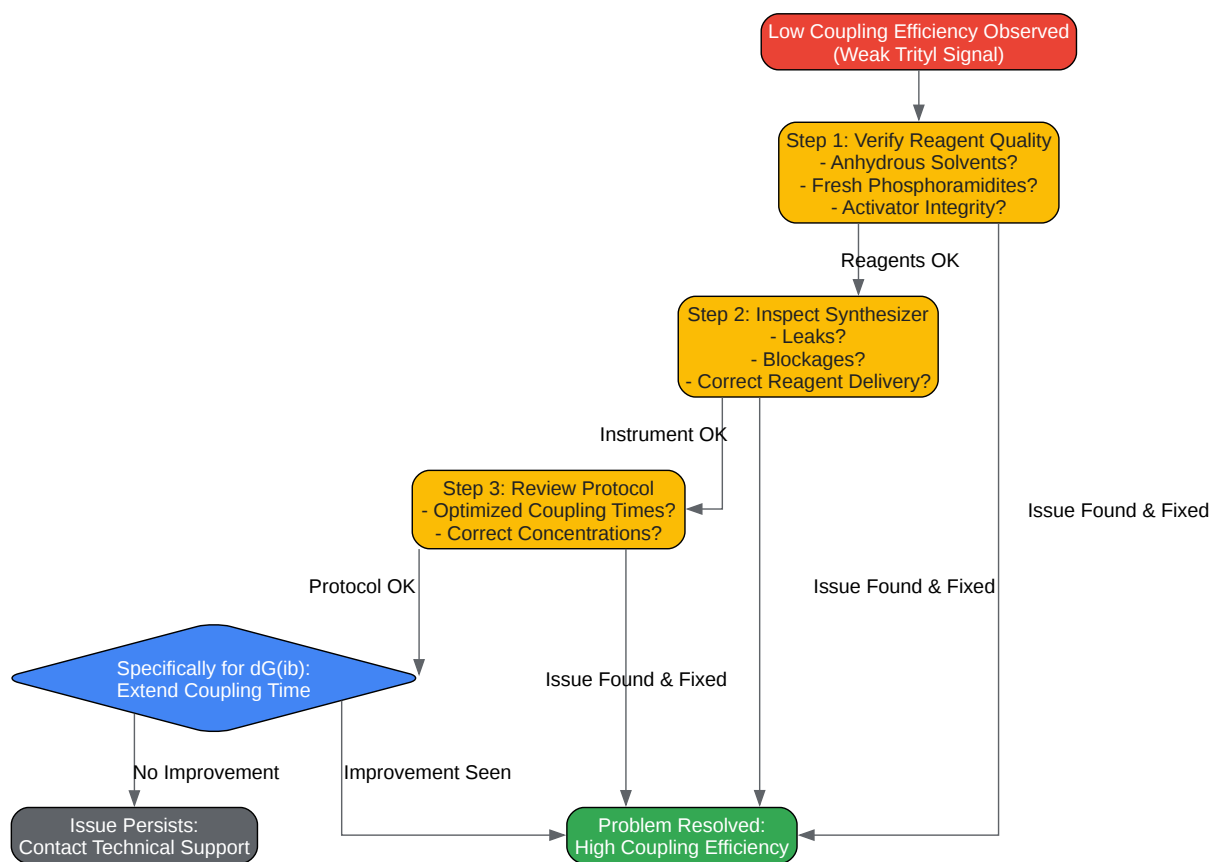 Low Coupling Efficiency Observed
(Weak Trityl Signal)
Step 1: Verify Reagent Quality
- Anhydrous Solvents?
- Fresh Phosphoramidites?
- Activator Integrity?
Reagents OK
Step 2: Inspect Synthesizer
- Leaks?
- Blockages?
- Correct Reagent Delivery?
Instrument OK
Step 3: Review Protocol
- Optimized Coupling Times?
- Correct Concentrations?
Issue Found & Fixed
Protocol OK
Issue Found & Fixed
Specifically for dG(ib):
Extend Coupling Time
Issue Found & Fixed
No Improvement
Improvement Seen
Issue Persists:
Contact Technical Support
Problem Resolved:
High Coupling Efficiency